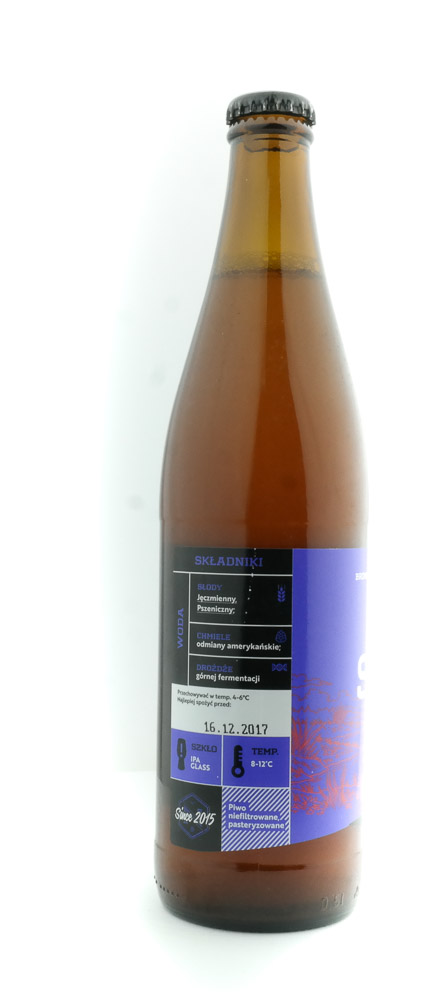 SKŁADNIKI
WODA
SŁODY
Jęczmienny,
Pszeniczny;
CHMIELE
odmiany amerykańskie;
DROŻDŻE
górnej fermentacji
Przechowywać w temp. 4-6°C
Najlepiej spożyć przed:
16.12.2017
SZKŁO
IPA
GLASS
TEMP.
8-12°C
Since 2015
Piwo
niefiltrowane,
pasteryzowane